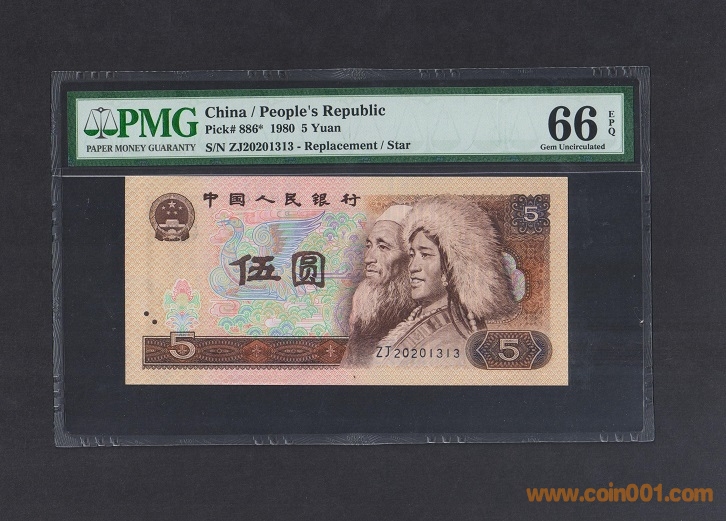 PMG
PAPER MONEY GUARANTY
China / People's Republic
Pick# 886* 1980 5 Yuan
S/N ZJ20201313 - Replacement / Star
66 EPQ
Gem Uncirculated
中国人民银行
5
伍圆
5
ZJ20201313
5
www.coin001.com